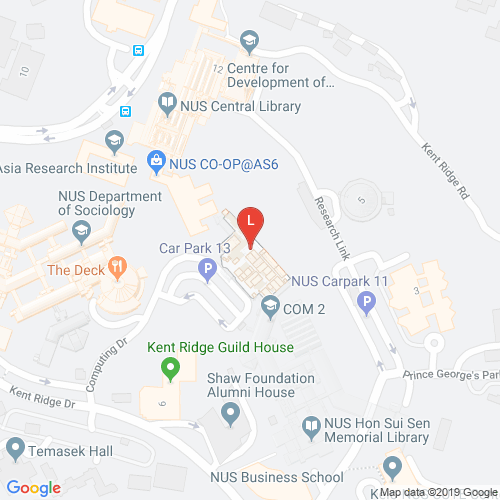 10
12
Centre for
Development of...
NUS Central Library
Asia Research Institute
NUS CO-OP@AS6
Kent Ridge Rd
5
NUS Department
of Sociology
Research Link
L
Car Park 13
The Deck
NUS Carpark 11
3
COM 2
Computing Dr
Kent Ridge Guild House
Prince George's Park
Shaw Foundation
Alumni House
Kent Ridge Dr
6
NUS Hon Sui Sen
Memorial Library
Temasek Hall
NUS Business School
Google
Map data ©2019 Google